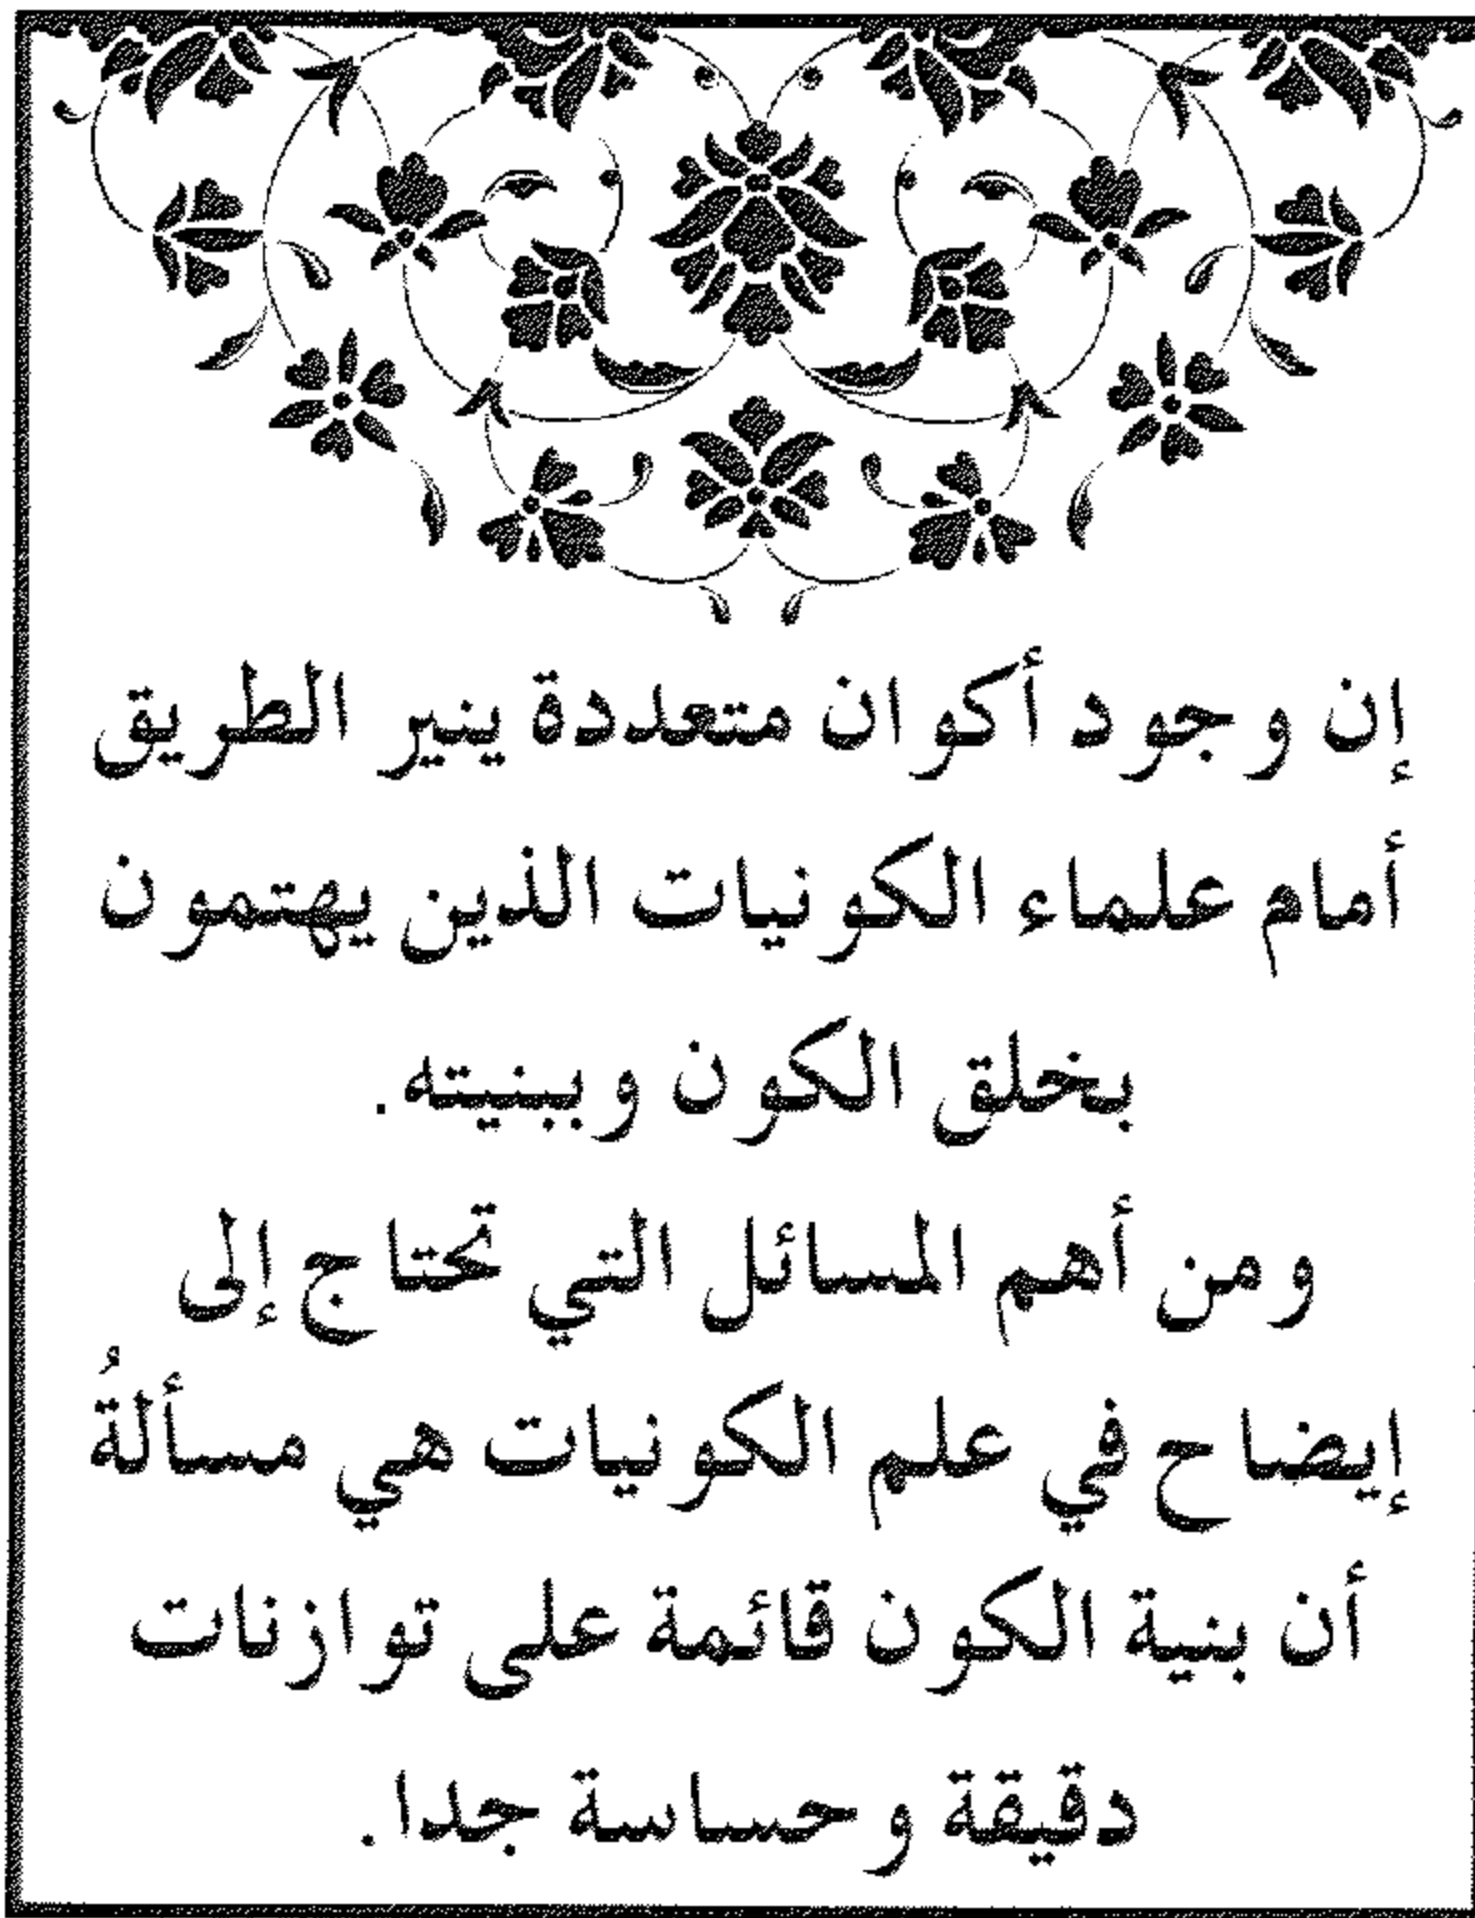 إن وجود أكوان متعددة ينير الطريق
أمام علماء الكونيات الذين يهتمون
بخلق الكون وببنيته.
ومن أهم المسائل التي تحتاج إلى
إيضاح في علم الكونيات هي مسألةُ
أن بنية الكون قائمة على توازنات
دقيقة وحساسة جدا.